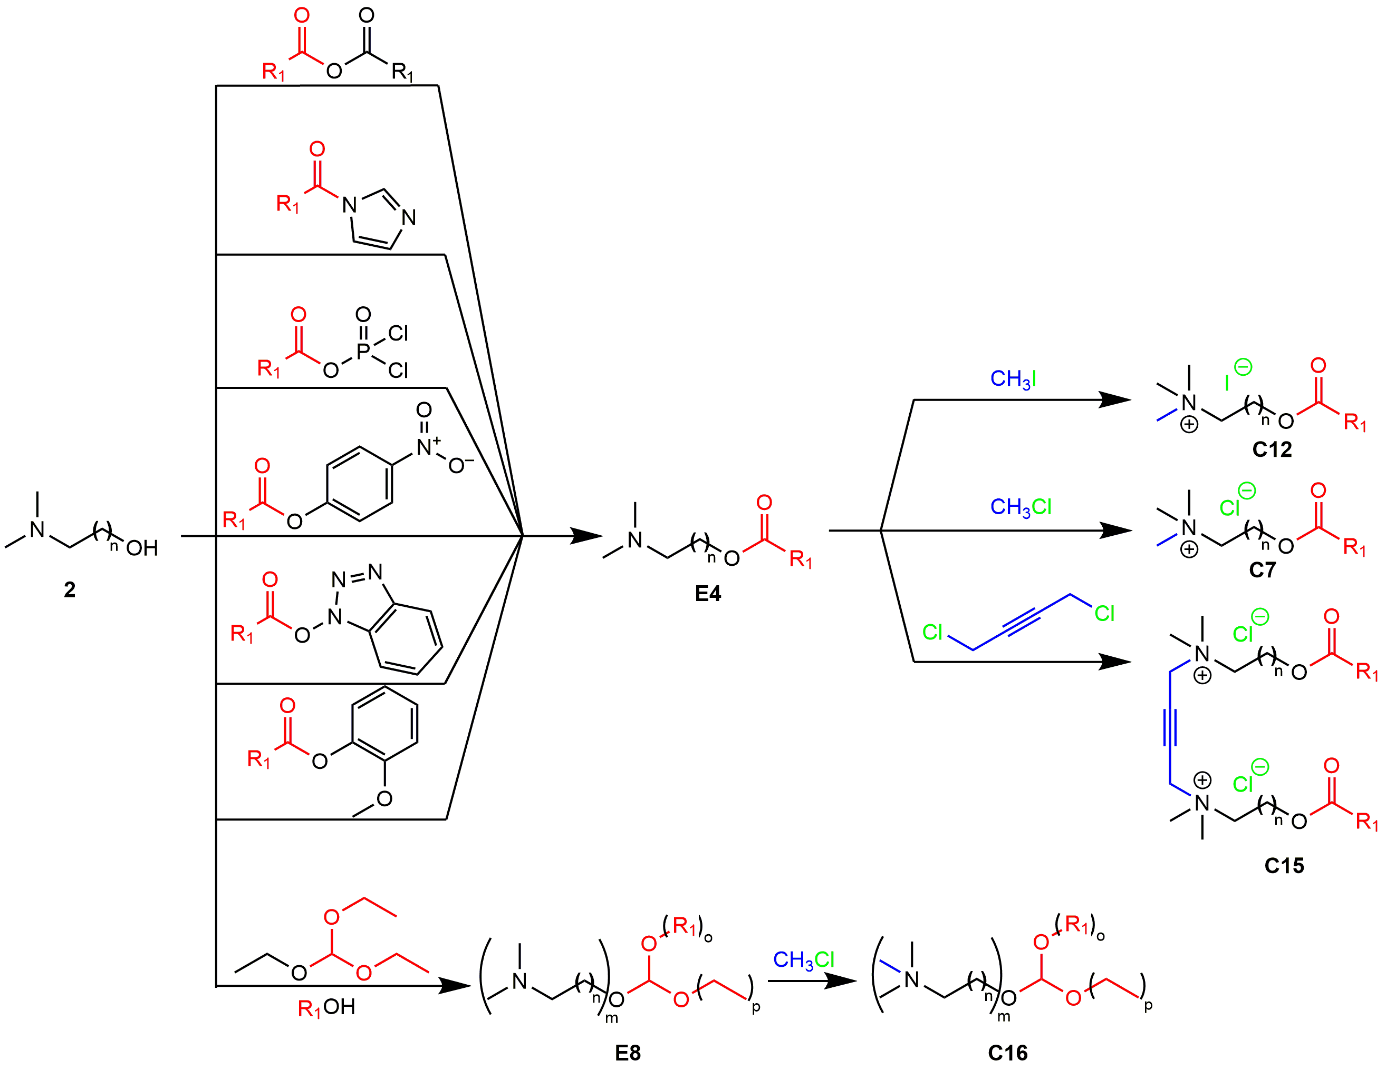 O O
R1 O R1
O
R1 N N
O O
R1 O P Cl
Cl
O
N+
O−
O
R1 O
N
( )n OH
2
O N N
R1 O N
O
R1 O
O
O
O O
R1OH
N
( )n O
O
R1
E4
CH3I
N
⊕
I⊖
( )n O
O
R1
C12
CH3Cl
N
⊕
Cl⊖
( )n O
O
R1
C7
Cl Cl
N
⊕
Cl⊖
( )n O
O
R1
N
⊕
Cl⊖
( )n O
O
R1
C15
( N ( )n )m O
O (R1)o
O ( )p
E8
CH3Cl
( N ( )n )m O
O (R1)o
O ( )p
C16